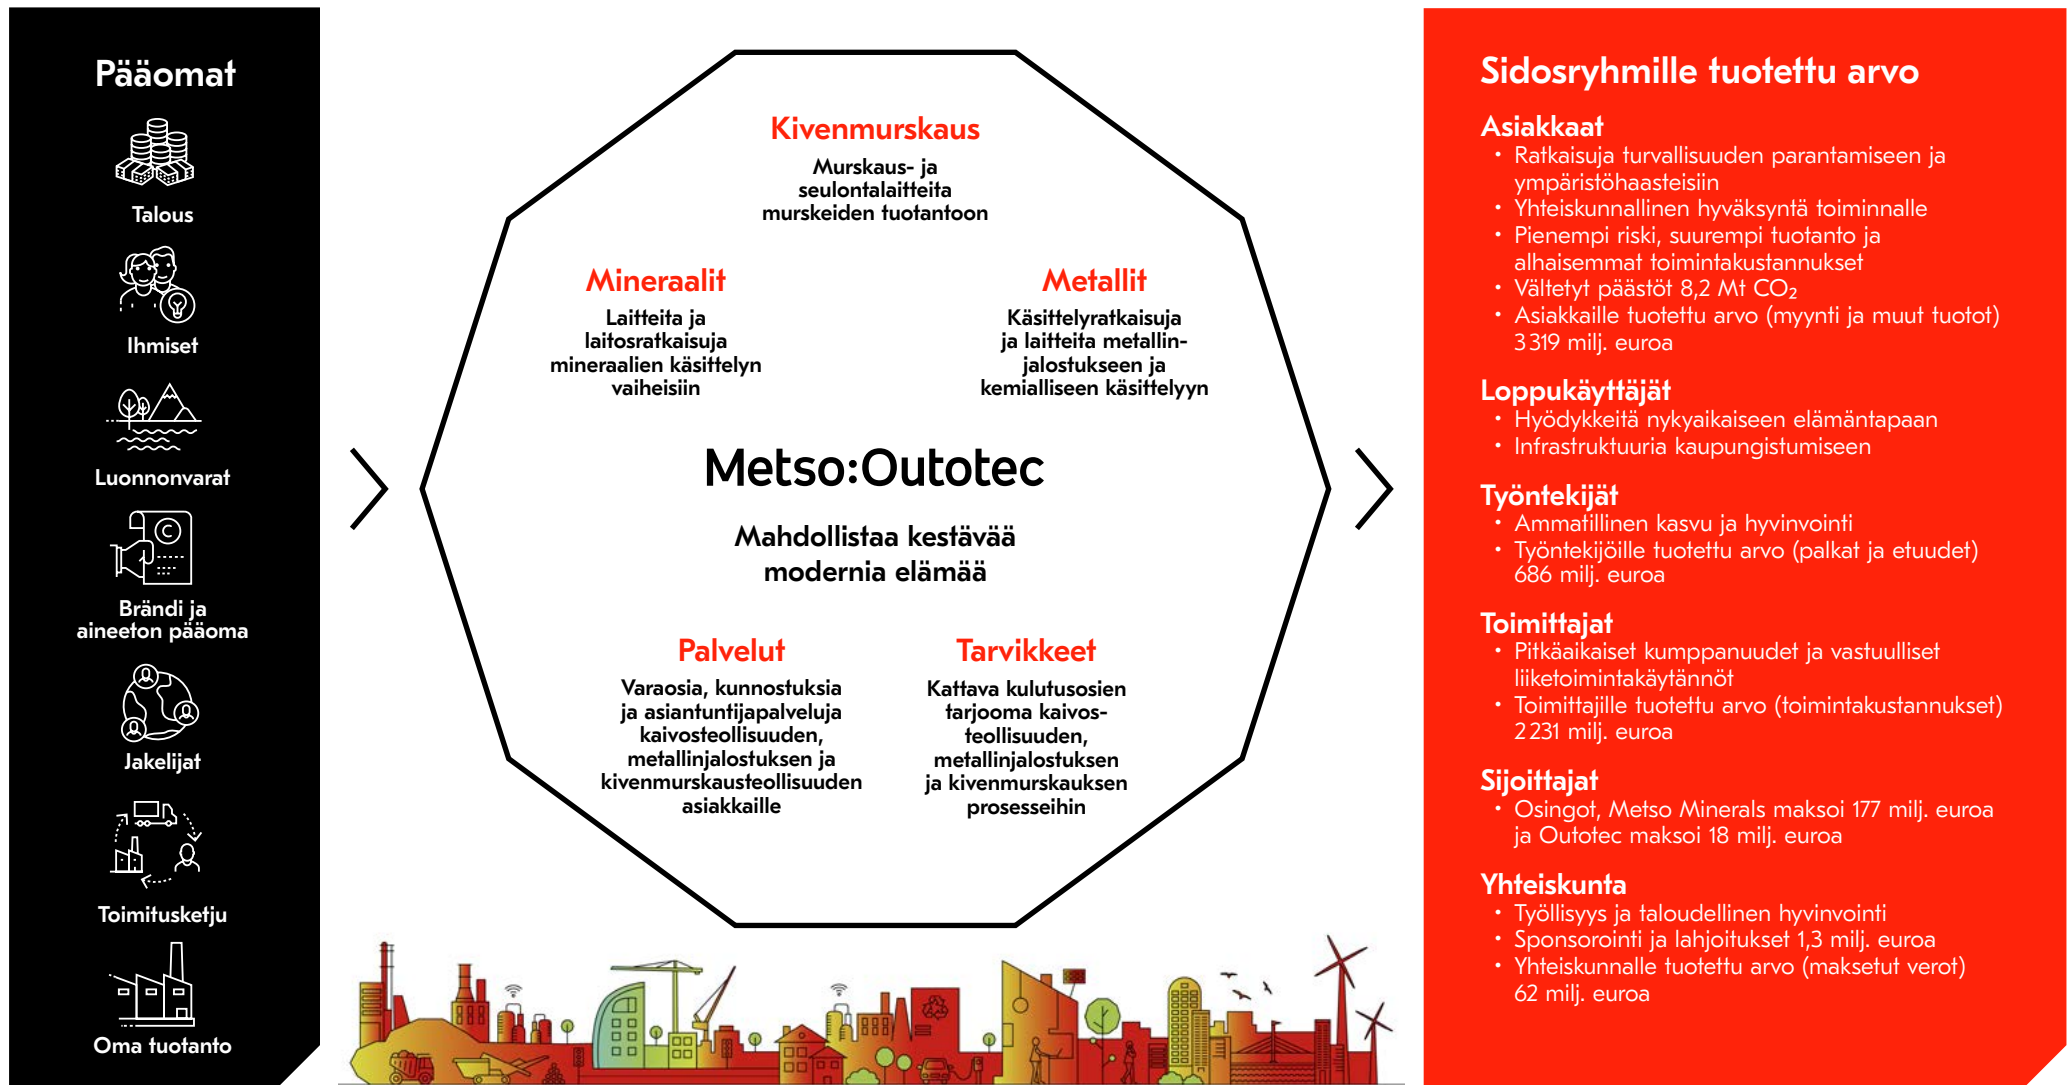 Pääomat
Talous
Ihmiset
Luonnonvarat
Brändi ja
aineeton pääoma
Jakelijat
Toimitusketju
Oma tuotanto
Kivenmurskaus
Murskaus- ja
seulontalaitteita
murskeiden tuotantoon
Mineraalit
Laitteita ja
laitosratkaisuja
mineraalien käsittelyn
vaiheisiin
Metallit
Käsittelyratkaisuja
ja laitteita metallin-
jalostukseen ja
kemialliseen käsittelyyn
Metso:Outotec
Mahdollistaa kestävää
modernia elämää
Palvelut
Varaosia, kunnostuksia
ja asiantuntijapalveluja
kaivosteollisuuden,
metallinjalostuksen ja
kivenmurskausteollisuuden
asiakkaille
Tarvikkeet
Kattava kulutusosien
tarjooma kaivos-
teollisuuden,
metallinjalostuksen
ja kivenmurskauksen
prosesseihin
Sidosryhmille tuotettu arvo
Asiakkaat
• Ratkaisuja turvallisuuden parantamiseen ja
ympäristöhaasteisiin
• Yhteiskunnallinen hyväksyntä toiminnalle
• Pienempi riski, suurempi tuotanto ja
alhaisemmat toimintakustannukset
• Vältetyt päästöt 8,2 Mt CO₂
• Asiakkaille tuotettu arvo (myynti ja muut tuotot)
3 319 milj. euroa
Loppukäyttäjät
• Hyödykkeitä nykyaikaiseen elämäntapaan
• Infrastruktuuria kaupungistumiseen
Työntekijät
• Ammatillinen kasvu ja hyvinvointi
• Työntekijöille tuotettu arvo (palkat ja etuudet)
686 milj. euroa
Toimittajat
• Pitkäaikaiset kumppanuudet ja vastuulliset
liiketoimintakäytännöt
• Toimittajille tuotettu arvo (toimintakustannukset)
2 231 milj. euroa
Sijoittajat
• Osingot, Metso Minerals maksoi 177 milj. euroa
ja Outotec maksoi 18 milj. euroa
Yhteiskunta
• Työllisyys ja taloudellinen hyvinvointi
• Sponsorointi ja lahjoitukset 1,3 milj. euroa
• Yhteiskunnalle tuotettu arvo (maksetut verot)
62 milj. euroa